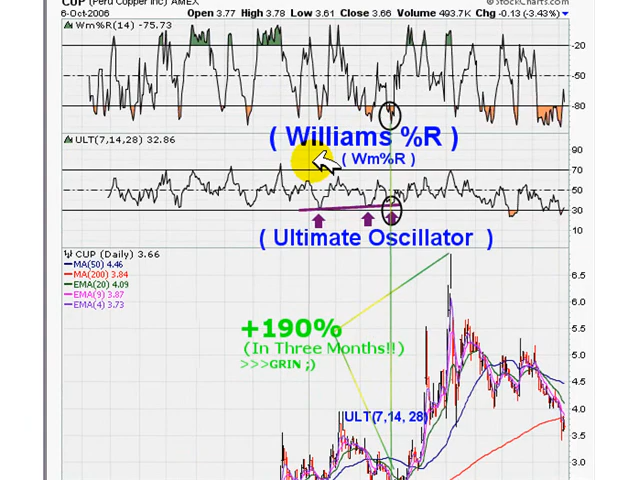 CUP (Peru Copper Inc) AMEX © StockCharts.com
6-Oct-2006 Open 3.77 High 3.78 Low 3.61 Close 3.66 Volume 493.7K Chg -0.13 (-3.43%)
Wm%R(14) -75.73
-20
-50
-80
( Williams %R )
( Wm%R )
ULT(7,14,28) 32.86
90
70
50
30
10
( Ultimate Oscillator )
CUP (Daily) 3.66
MA(50) 4.46
MA(200) 3.84
EMA(20) 4.09
EMA(9) 3.87
EMA(4) 3.73
6.5
6.0
5.5
5.0
4.5
4.0
3.5
3.0
+190%
(In Three Months!!)
>>>GRIN ;)
ULT(7,14, 28)